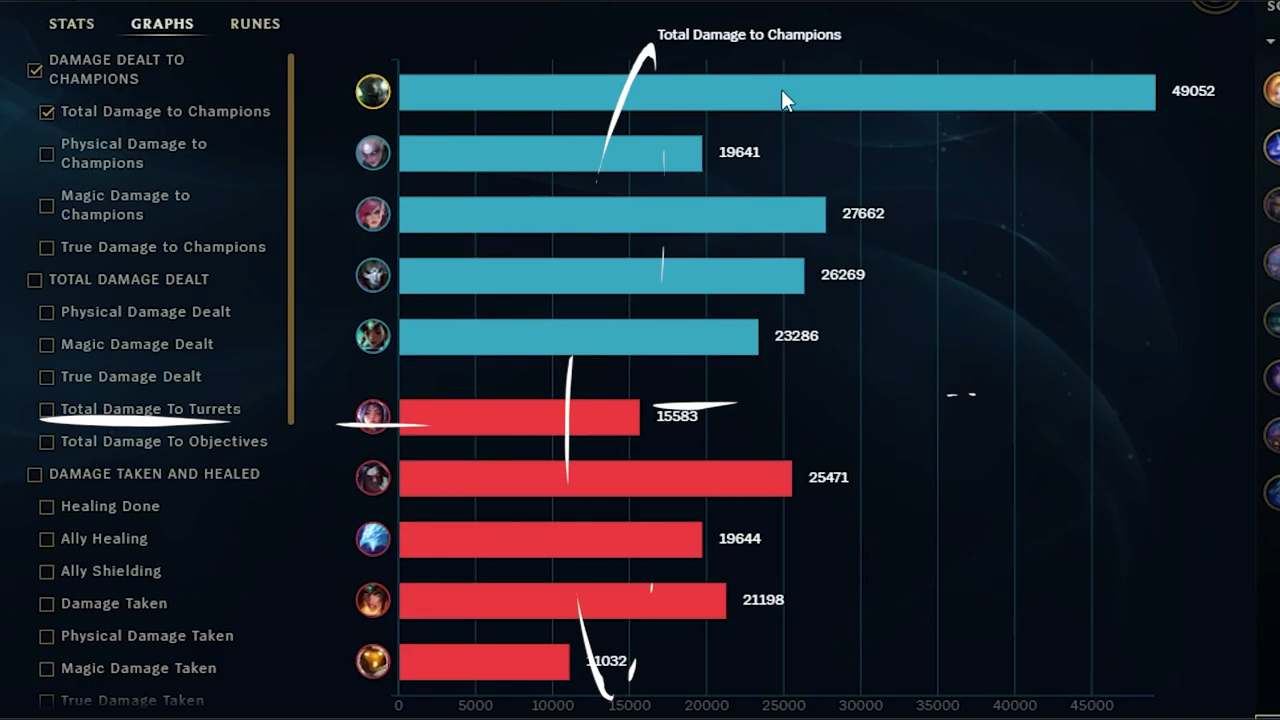 STATS GRAPHS RUNES
DAMAGE DEALT TO
CHAMPIONS
Total Damage to Champions
Physical Damage to
Champions
Magic Damage to
Champions
True Damage to Champions
TOTAL DAMAGE DEALT
Physical Damage Dealt
Magic Damage Dealt
True Damage Dealt
Total Damage To Turrets
Total Damage To Objectives
DAMAGE TAKEN AND HEALED
Healing Done
Ally Healing
Ally Shielding
Damage Taken
Physical Damage Taken
Magic Damage Taken
True Damage Taken
Total Damage to Champions
49052
19641
27662
26269
23286
15583
25471
19644
21198
11032
0 5000 10000 15000 20000 25000 30000 35000 40000 45000